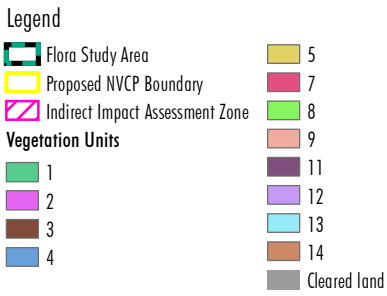 Legend
Flora Study Area
Proposed NVCP Boundary
Indirect Impact Assessment Zone
Vegetation Units
1
2
3
4
5
7
8
9
11
12
13
14
Cleared land